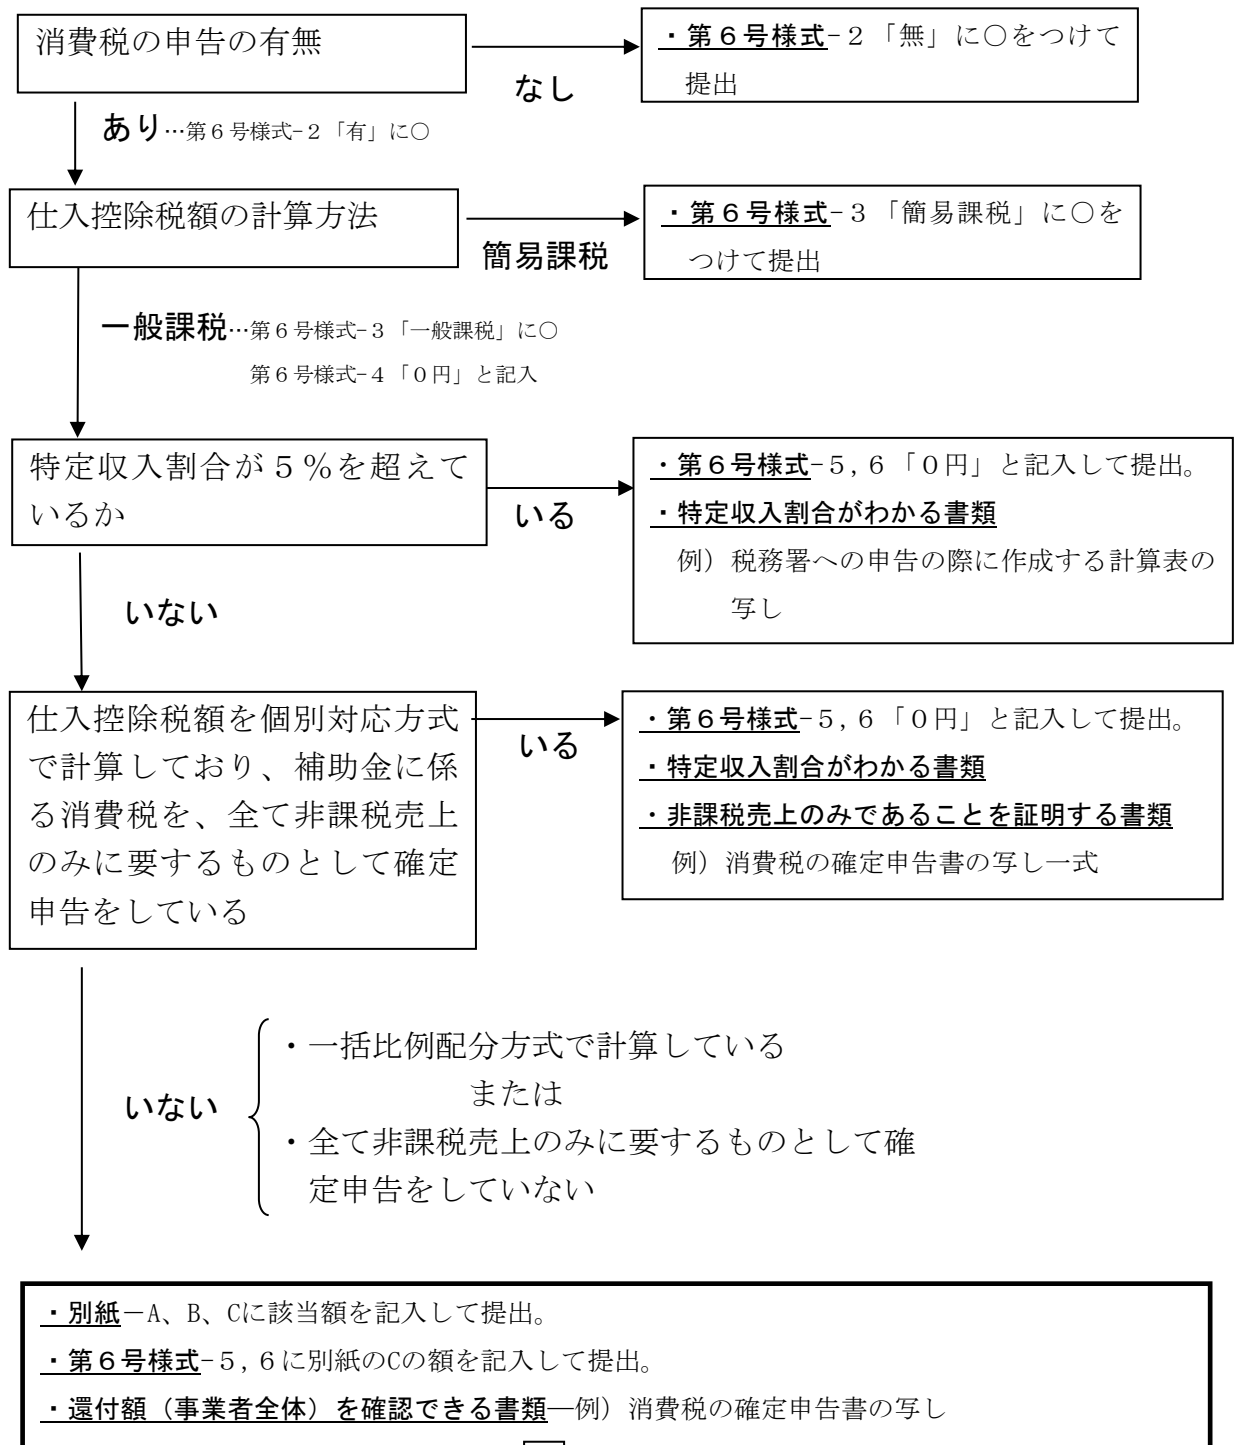 消費税の申告の有無
・第６号様式-２「無」に○をつけて
提出
なし
あり…第６号様式-２「有」に○
仕入控除税額の計算方法
・第６号様式-３「簡易課税」に○を
つけて提出
簡易課税
一般課税…第６号様式-３「一般課税」に○
第６号様式-４「０円」と記入
特定収入割合が５％を超えて
いるか
いる
・第６号様式-５,６「０円」と記入して提出。
・特定収入割合がわかる書類
例）税務署への申告の際に作成する計算表の
写し
いない
仕入控除税額を個別対応方式
で計算しており、補助金に係
る消費税を、全て非課税売上
のみに要するものとして確定
申告をしている
いる
・第６号様式-５,６「０円」と記入して提出。
・特定収入割合がわかる書類
・非課税売上のみであることを証明する書類
例）消費税の確定申告書の写し一式
・一括比例配分方式で計算している
または
いない
・全て非課税売上のみに要するものとして確
定申告をしていない
・別紙－A、B、Cに該当額を記入して提出。
・第６号様式-５,６に別紙のCの額を記入して提出。
・還付額（事業者全体）を確認できる書類―例）消費税の確定申告書の写し